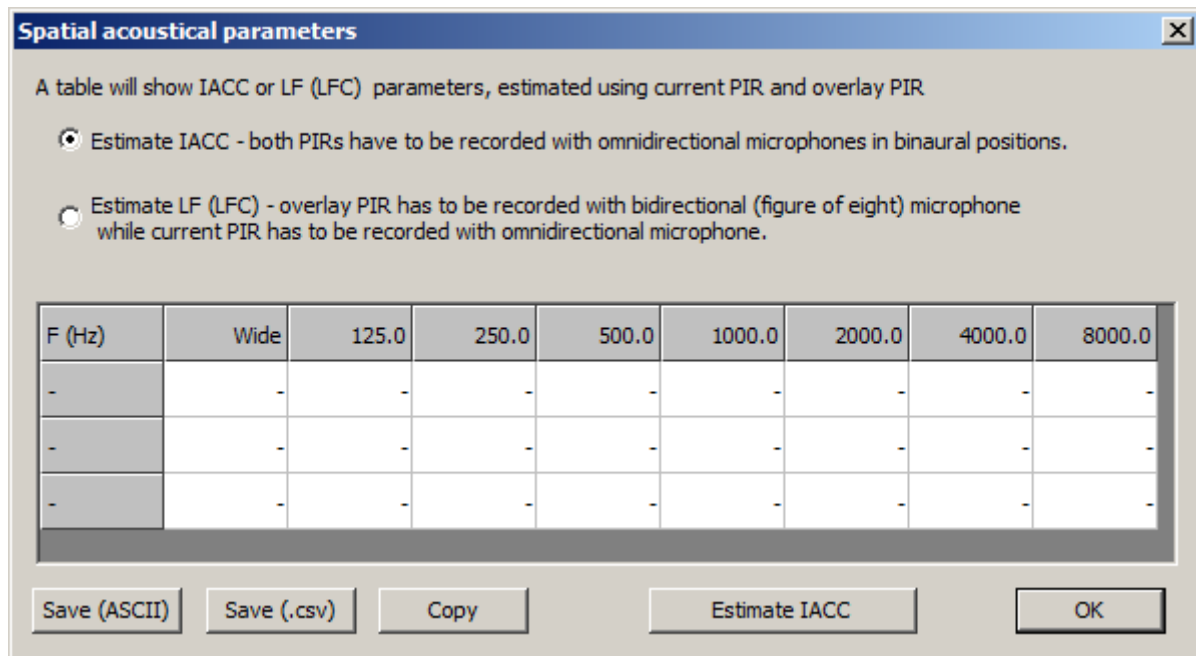 Spatial acoustical parameters
A table will show IACC or LF (LFC)  parameters, estimated using current PIR and overlay PIR
Estimate IACC - both PIRs have to be recorded with omnidirectional microphones in binaural positions.
Estimate LF (LFC) - overlay PIR has to be recorded with bidirectional (figure of eight) microphone
while current PIR has to be recorded with omnidirectional microphone.
F (Hz) Wide 125.0 250.0 500.0 1000.0 2000.0 4000.0 8000.0
- - - - - - - - -
- - - - - - - - -
- - - - - - - - -
Save (ASCII) Save (.csv) Copy Estimate IACC OK